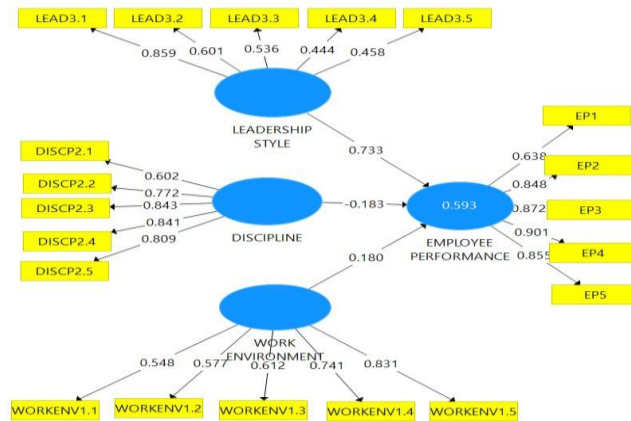 LEAD3.1 LEAD3.2 LEAD3.3 LEAD3.4 LEAD3.5
0.859 0.601 0.536 0.444 0.458
LEADERSHIP
STYLE
0.733
DISCP2.1
DISCP2.2
DISCP2.3
DISCP2.4
DISCP2.5
0.602
0.772
0.843
0.841
0.809
DISCIPLINE
-0.183
0.593
EMPLOYEE
PERFORMANCE
0.638
0.848
0.872
0.901
0.855
EP1
EP2
EP3
EP4
EP5
0.180
WORK
ENVIRONMENT
0.548 0.577 0.612 0.741 0.831
WORKENV1.1 WORKENV1.2 WORKENV1.3 WORKENV1.4 WORKENV1.5